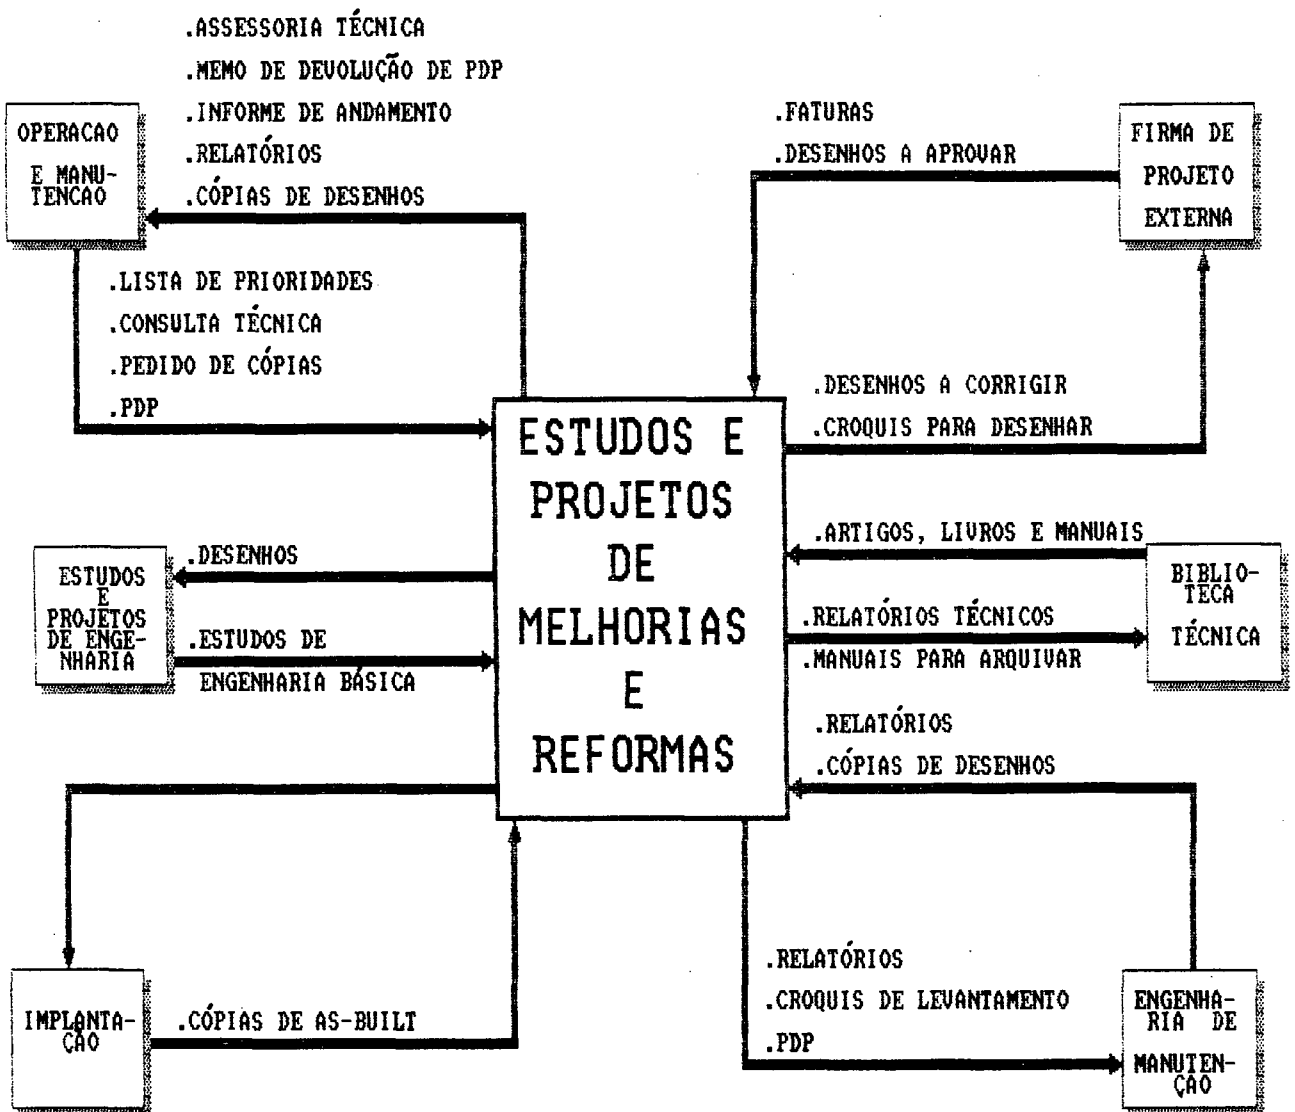 .ASSESSORIA TÉCNICA
.MEMO DE DEVOLUÇÃO DE PDP
.INFORME DE ANDAMENTO
.RELATÓRIOS
.CÓPIAS DE DESENHOS
OPERACAO
E MANU-
TENCAO
.LISTA DE PRIORIDADES
.CONSULTA TÉCNICA
.PEDIDO DE CÓPIAS
.PDP
.FATURAS
.DESENHOS A APROVAR
FIRMA DE
PROJETO
EXTERNA
.DESENHOS A CORRIGIR
.CROQUIS PARA DESENHAR
ESTUDOS E
PROJETOS
DE
MELHORIAS
E
REFORMAS
ESTUDOS
E
PROJETOS
DE ENGE-
NHARIA
.DESENHOS
.ESTUDOS DE
ENGENHARIA BÁSICA
.ARTIGOS, LIVROS E MANUAIS
.RELATÓRIOS TÉCNICOS
.MANUAIS PARA ARQUIVAR
BIBLIO-
TECA
TÉCNICA
.RELATÓRIOS
.CÓPIAS DE DESENHOS
IMPLANTA-
ÇÃO
.CÓPIAS DE AS-BUILT
.RELATÓRIOS
.CROQUIS DE LEVANTAMENTO
.PDP
ENGENHA-
RIA DE
MANUTEN-
ÇAO